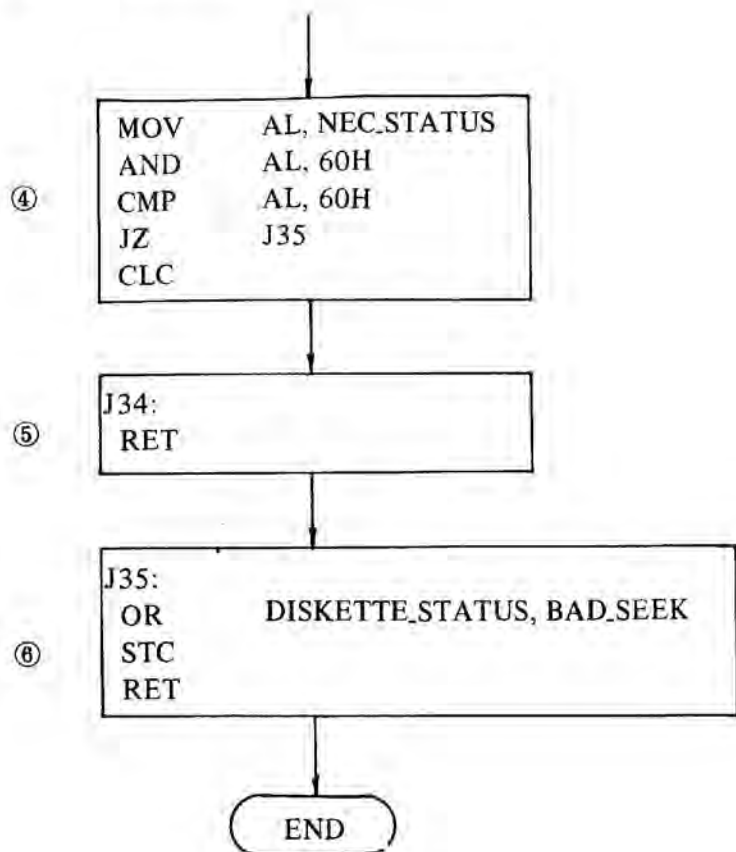 ④
MOV AL, NEC_STATUS
AND AL, 60H
CMP AL, 60H
JZ J35
CLC
⑤
J34:
RET
⑥
J35:
OR DISKETTE_STATUS, BAD_SEEK
STC
RET
END